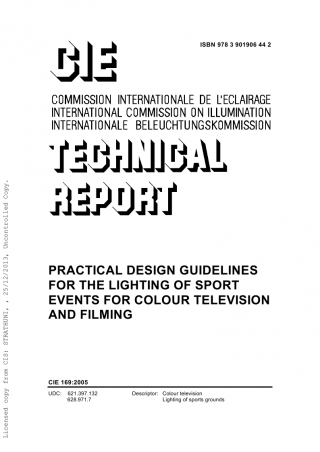 ISBN 978 3 901906 44 2
CIE
COMMISSION INTERNATIONALE DE L'ECLAIRAGE
INTERNATIONAL COMMISSION ON ILLUMINATION
INTERNATIONALE BELEUCHTUNGSKOMMISSION
TECHNICAL
REPORT
PRACTICAL DESIGN GUIDELINES
FOR THE LIGHTING OF SPORT
EVENTS FOR COLOUR TELEVISION
AND FILMING
CIE 169:2005
UDC: 621.397.132 Descriptor: Colour television
628.971.7 Lighting of sports grounds
Licensed copy from CIS: STRATHUNI, , 25/12/2013, Uncontrolled Copy.